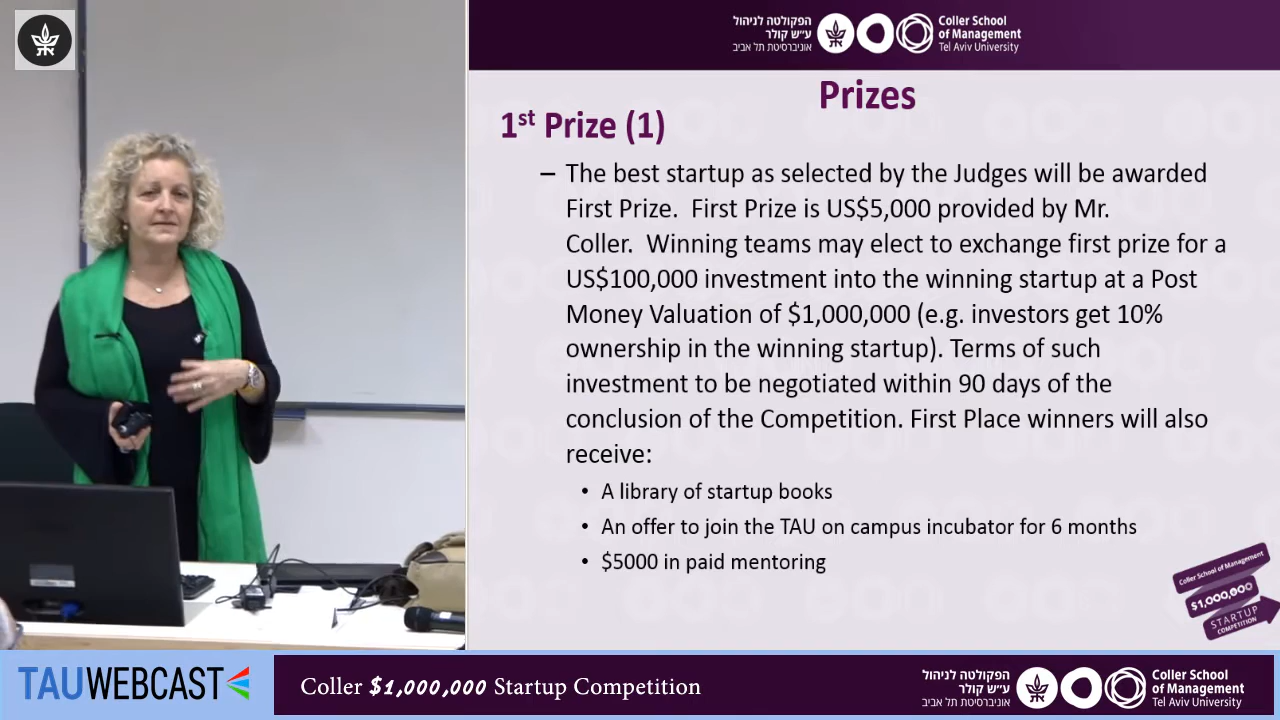 הפקולטה לניהול
ע״ש קולר
אוניברסיטת תל אביב
Coller School
of Management
Tel Aviv University
Prizes
1st Prize (1)
– The best startup as selected by the Judges will be awarded
First Prize.  First Prize is US$5,000 provided by Mr.
Coller.  Winning teams may elect to exchange first prize for a
US$100,000 investment into the winning startup at a Post
Money Valuation of $1,000,000 (e.g. investors get 10%
ownership in the winning startup). Terms of such
investment to be negotiated within 90 days of the
conclusion of the Competition. First Place winners will also
receive:
• A library of startup books
• An offer to join the TAU on campus incubator for 6 months
• $5000 in paid mentoring
Coller School of Management
$1,000,000
STARTUP
COMPETITION
TAUWEBCAST
Coller $1,000,000 Startup Competition
הפקולטה לניהול
ע״ש קולר
אוניברסיטת תל אביב
Coller School
of Management
Tel Aviv University